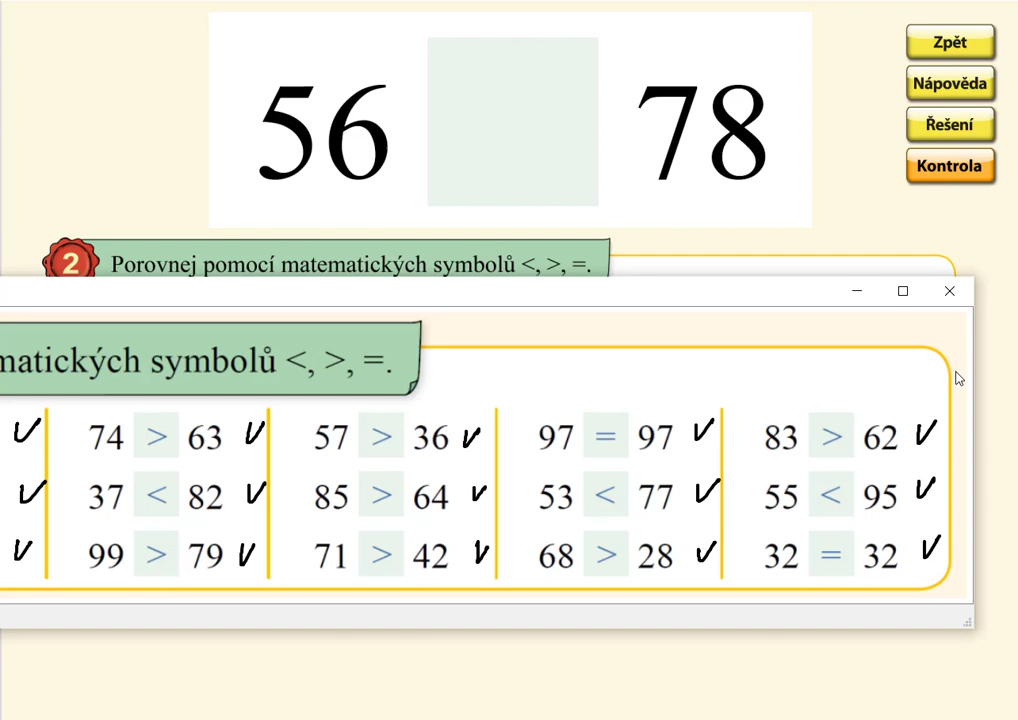 56 78
Zpět
Nápověda
Řešení
Kontrola
2 Porovnej pomocí matematických symbolů <, >, =.
matických symbolů <, >, =.
74 > 63 57 > 36 97 = 97 83 > 62
37 < 82 85 > 64 53 < 77 55 < 95
99 > 79 71 > 42 68 > 28 32 = 32